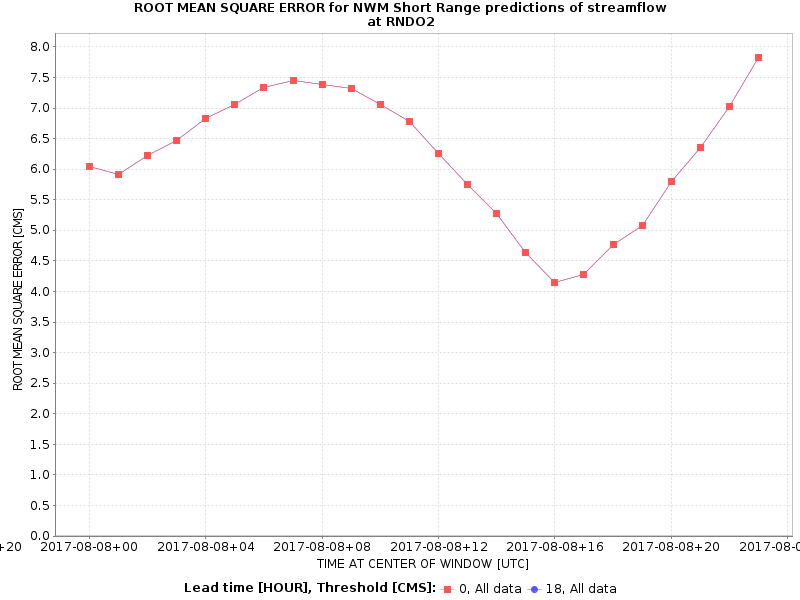 ROOT MEAN SQUARE ERROR for NWM Short Range predictions of streamflow
at RNDO2
8.0
7.5
7.0
6.5
6.0
5.5
5.0
4.5
4.0
3.5
3.0
2.5
2.0
1.5
1.0
0.5
0.0
ROOT MEAN SQUARE ERROR [CMS]
+20 2017-08-08+00 2017-08-08+04 2017-08-08+08 2017-08-08+12 2017-08-08+16 2017-08-08+20 2017-08-0
TIME AT CENTER OF WINDOW [UTC]
Lead time [HOUR], Threshold [CMS]: 0, All data 18, All data